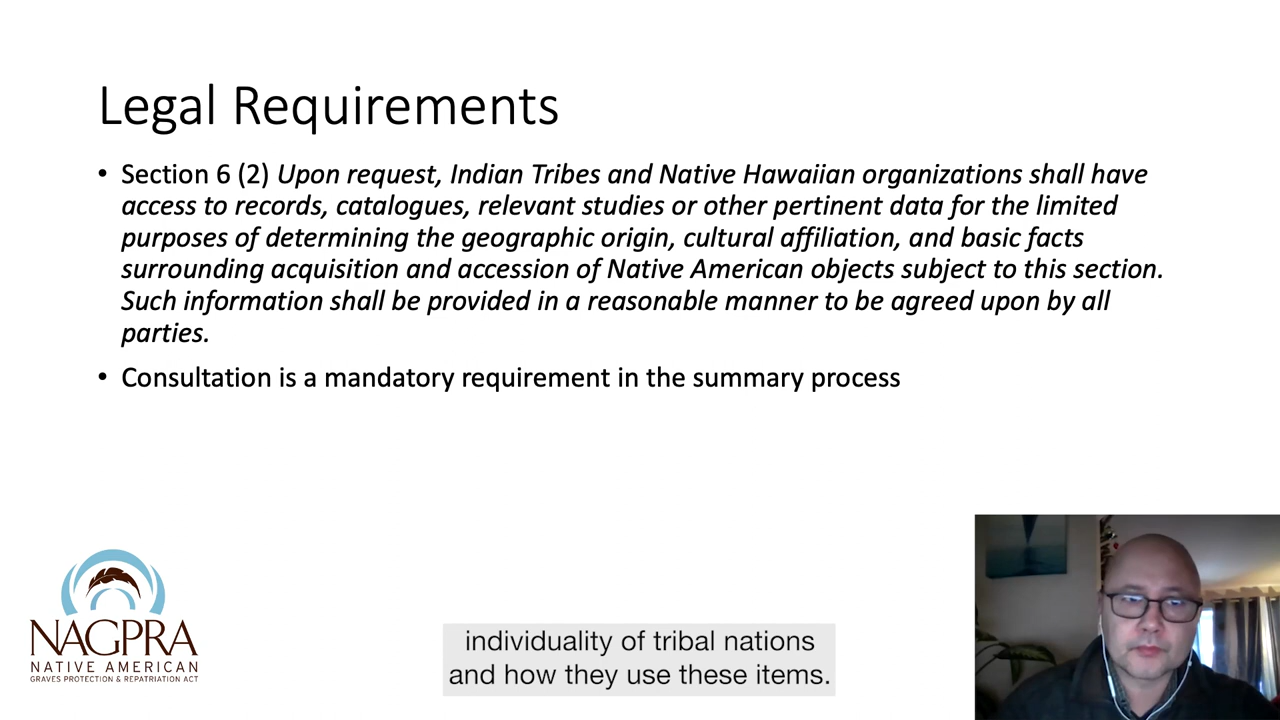 Legal Requirements
• Section 6 (2) Upon request, Indian Tribes and Native Hawaiian organizations shall have
access to records, catalogues, relevant studies or other pertinent data for the limited
purposes of determining the geographic origin, cultural affiliation, and basic facts
surrounding acquisition and accession of Native American objects subject to this section.
Such information shall be provided in a reasonable manner to be agreed upon by all
parties.
• Consultation is a mandatory requirement in the summary process
NAGPRA
NATIVE AMERICAN
GRAVES PROTECTION & REPATRIATION ACT
individuality of tribal nations
and how they use these items.